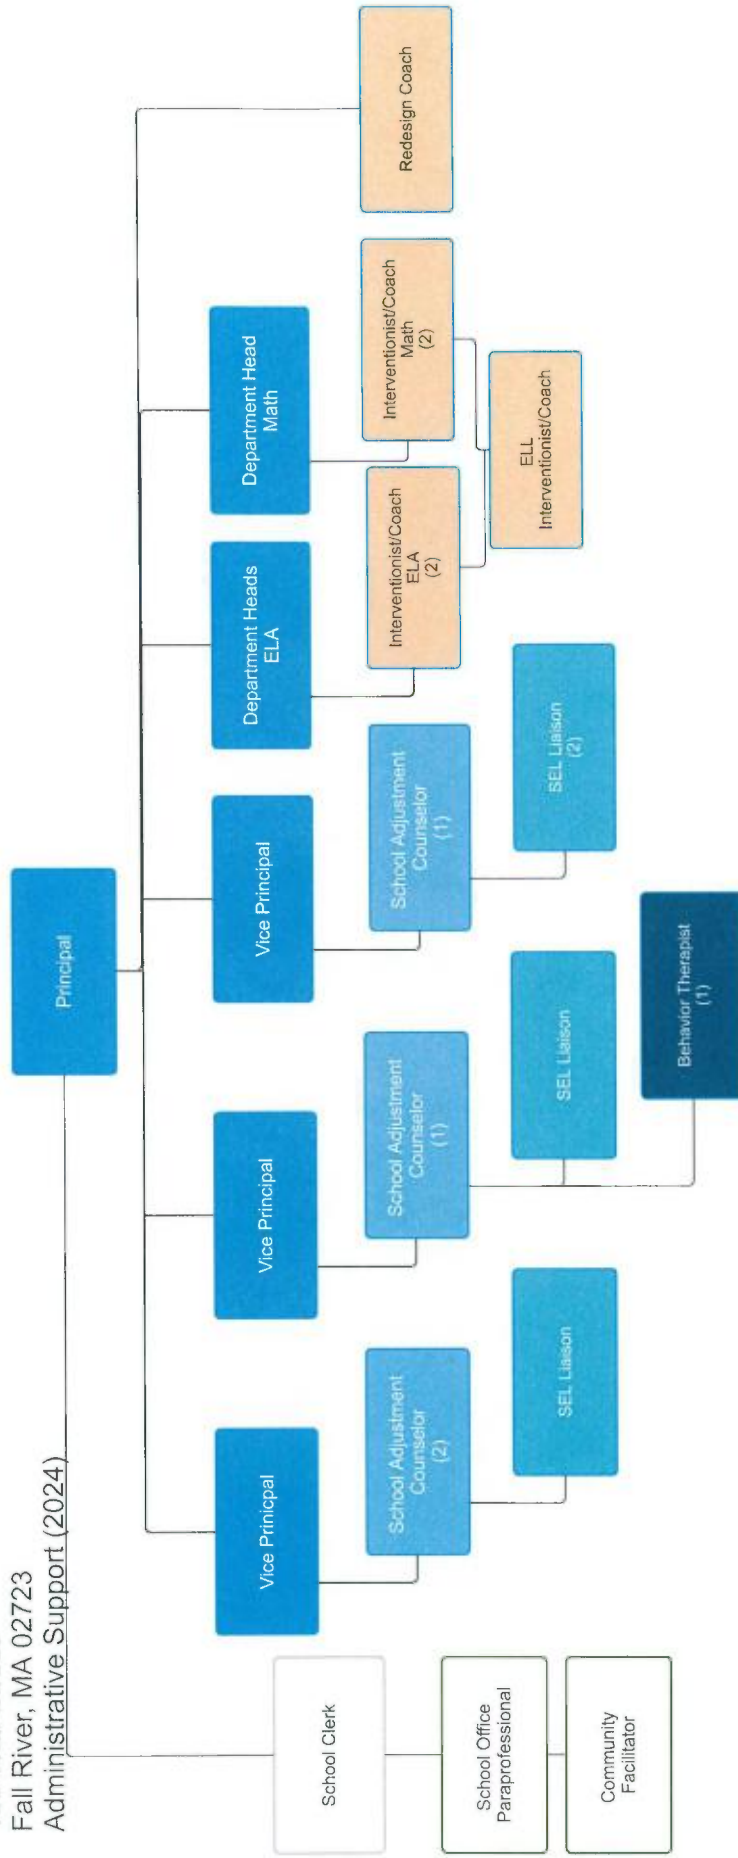 Fall River, MA 02723
Administrative Support (2024)
Principal
Vice Prinicpal
Vice Principal
Vice Principal
Department Heads
ELA
Department Head
Math
Redesign Coach
School Clerk
School Adjustment
Counselor
(2)
School Adjustment
Counselor
(1)
School Adjustment
Counselor
(1)
Interventionist/Coach
ELA
(2)
Interventionist/Coach
Math
(2)
School Office
Paraprofessional
SEL Liaison
SEL Liaison
SEL Liaison
(2)
ELL
Interventionist/Coach
Community
Facilitator
Behavior Therapist
(1)